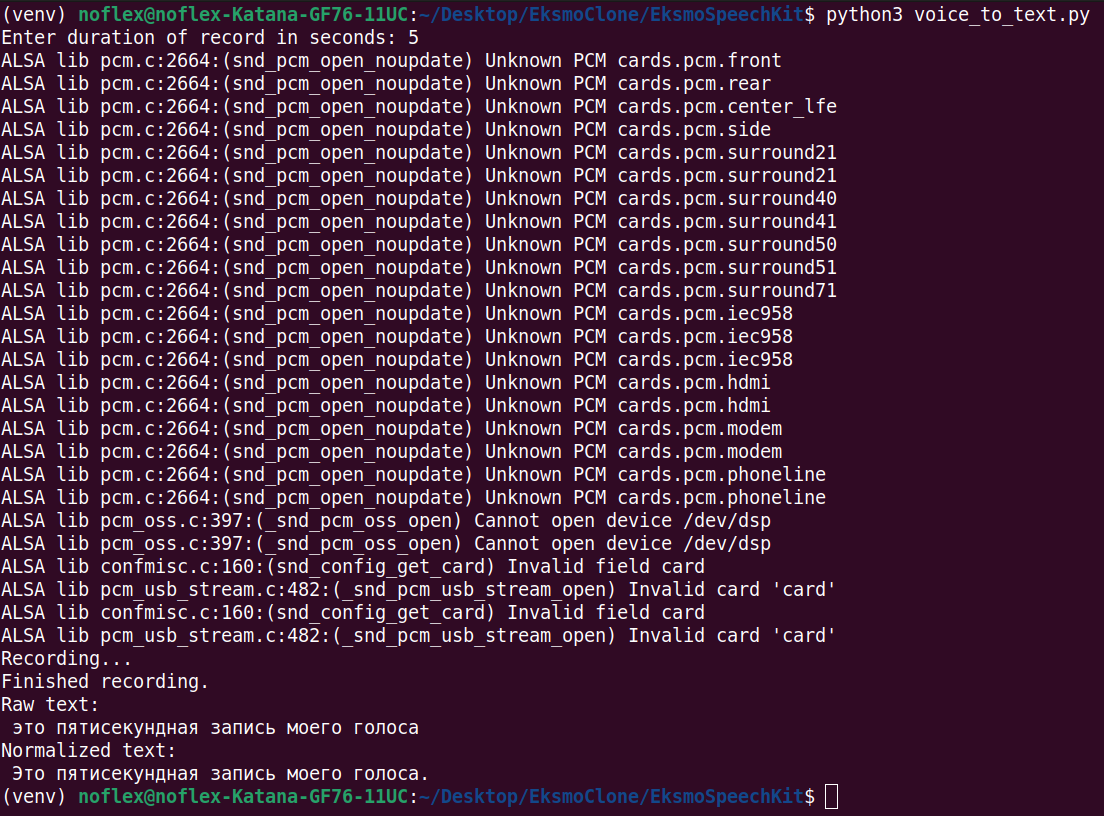 (venv) noflex@noflex-Katana-GF76-11UC:~/Desktop/EksmoClone/EksmoSpeechKit$ python3 voice_to_text.py
Enter duration of record in seconds: 5
ALSA lib pcm.c:2664:(snd_pcm_open_noupdate) Unknown PCM cards.pcm.front
ALSA lib pcm.c:2664:(snd_pcm_open_noupdate) Unknown PCM cards.pcm.rear
ALSA lib pcm.c:2664:(snd_pcm_open_noupdate) Unknown PCM cards.pcm.center_lfe
ALSA lib pcm.c:2664:(snd_pcm_open_noupdate) Unknown PCM cards.pcm.side
ALSA lib pcm.c:2664:(snd_pcm_open_noupdate) Unknown PCM cards.pcm.surround21
ALSA lib pcm.c:2664:(snd_pcm_open_noupdate) Unknown PCM cards.pcm.surround21
ALSA lib pcm.c:2664:(snd_pcm_open_noupdate) Unknown PCM cards.pcm.surround40
ALSA lib pcm.c:2664:(snd_pcm_open_noupdate) Unknown PCM cards.pcm.surround41
ALSA lib pcm.c:2664:(snd_pcm_open_noupdate) Unknown PCM cards.pcm.surround50
ALSA lib pcm.c:2664:(snd_pcm_open_noupdate) Unknown PCM cards.pcm.surround51
ALSA lib pcm.c:2664:(snd_pcm_open_noupdate) Unknown PCM cards.pcm.surround71
ALSA lib pcm.c:2664:(snd_pcm_open_noupdate) Unknown PCM cards.pcm.iec958
ALSA lib pcm.c:2664:(snd_pcm_open_noupdate) Unknown PCM cards.pcm.iec958
ALSA lib pcm.c:2664:(snd_pcm_open_noupdate) Unknown PCM cards.pcm.iec958
ALSA lib pcm.c:2664:(snd_pcm_open_noupdate) Unknown PCM cards.pcm.hdmi
ALSA lib pcm.c:2664:(snd_pcm_open_noupdate) Unknown PCM cards.pcm.hdmi
ALSA lib pcm.c:2664:(snd_pcm_open_noupdate) Unknown PCM cards.pcm.modem
ALSA lib pcm.c:2664:(snd_pcm_open_noupdate) Unknown PCM cards.pcm.modem
ALSA lib pcm.c:2664:(snd_pcm_open_noupdate) Unknown PCM cards.pcm.phoneline
ALSA lib pcm.c:2664:(snd_pcm_open_noupdate) Unknown PCM cards.pcm.phoneline
ALSA lib pcm_oss.c:397:(_snd_pcm_oss_open) Cannot open device /dev/dsp
ALSA lib pcm_oss.c:397:(_snd_pcm_oss_open) Cannot open device /dev/dsp
ALSA lib confmisc.c:160:(snd_config_get_card) Invalid field card
ALSA lib pcm_usb_stream.c:482:(_snd_pcm_usb_stream_open) Invalid card 'card'
ALSA lib confmisc.c:160:(snd_config_get_card) Invalid field card
ALSA lib pcm_usb_stream.c:482:(_snd_pcm_usb_stream_open) Invalid card 'card'
Recording...
Finished recording.
Raw text:
 это пятисекундная запись моего голоса
Normalized text:
 Это пятисекундная запись моего голоса.
(venv) noflex@noflex-Katana-GF76-11UC:~/Desktop/EksmoClone/EksmoSpeechKit$